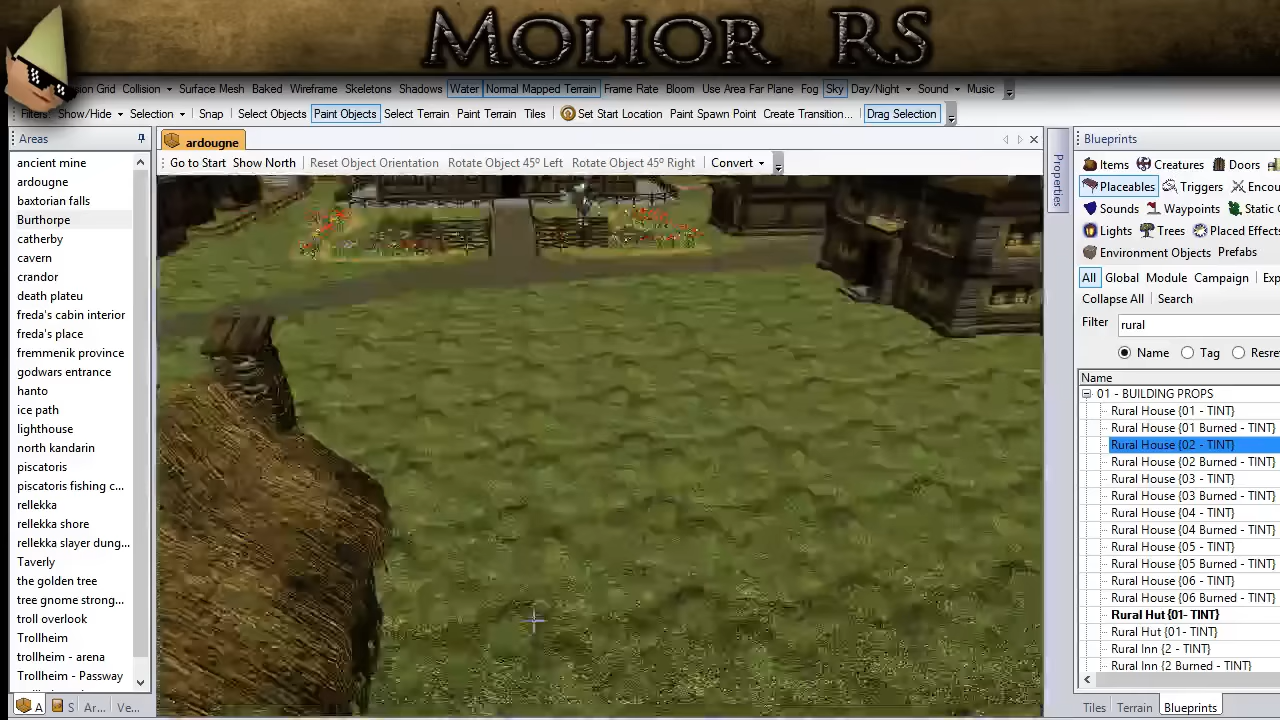 MOLIOR RS
on Grid Collision Surface Mesh Baked Wireframe Skeletons Shadows Water Normal Mapped Terrain Frame Rate Bloom Use Area Far Plane Fog Sky Day/Night Sound Music
Filters: Show/Hide Selection Snap Select Objects Paint Objects Select Terrain Paint Terrain Tiles Set Start Location Paint Spawn Point Create Transition... Drag Selection
Areas
ancient mine
ardougne
baxtorian falls
Burthorpe
catherby
cavern
crandor
death plateu
freda's cabin interior
freda's place
fremmenik province
godwars entrance
hanto
ice path
lighthouse
north kandarin
piscatoris
piscatoris fishing c...
rellekka
rellekka shore
rellekka slayer dung...
Taverly
the golden tree
tree gnome strong...
troll overlook
Trollheim
trollheim - arena
Trollheim - Passway
A S Ar... Ve...
ardougne
Go to Start Show North Reset Object Orientation Rotate Object 45º Left Rotate Object 45º Right Convert
Properties
Blueprints
Items Creatures Doors
Placeables Triggers Encou
Sounds Waypoints Static
Lights Trees Placed Effects
Environment Objects Prefabs
All Global Module Campaign Exp
Collapse All Search
Filter rural
Name Tag Resre
Name
01 - BUILDING PROPS
Rural House {01 - TINT}
Rural House {01 Burned - TINT}
Rural House {02 - TINT}
Rural House {02 Burned - TINT}
Rural House {03 - TINT}
Rural House {03 Burned - TINT}
Rural House {04 - TINT}
Rural House {04 Burned - TINT}
Rural House {05 - TINT}
Rural House {05 Burned - TINT}
Rural House {06 - TINT}
Rural House {06 Burned - TINT}
Rural Hut {01- TINT}
Rural Hut {01- TINT}
Rural Inn {2 - TINT}
Rural Inn {2 Burned - TINT}
Tiles Terrain Blueprints